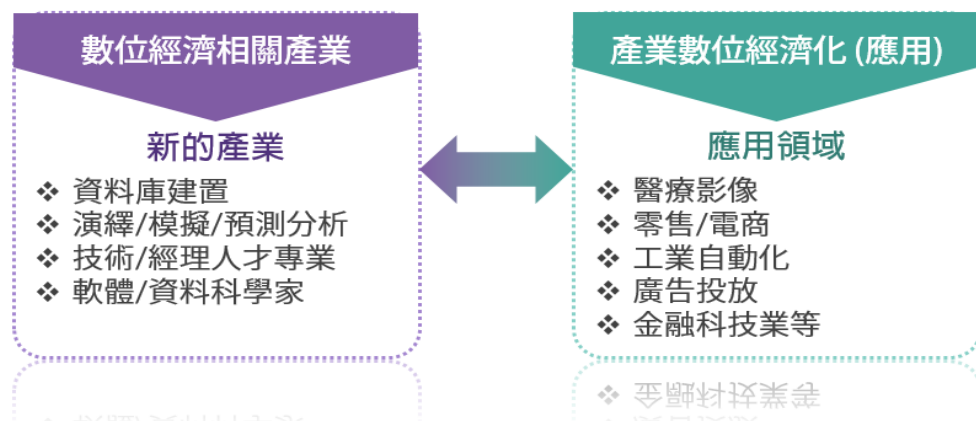 數位經濟相關產業
新的產業
❖ 資料庫建置
❖ 演繹/模擬/預測分析
❖ 技術/經理人才專業
❖ 軟體/資料科學家
產業數位經濟化 (應用)
應用領域
❖ 醫療影像
❖ 零售/電商
❖ 工業自動化
❖ 廣告投放
❖ 金融科技業等